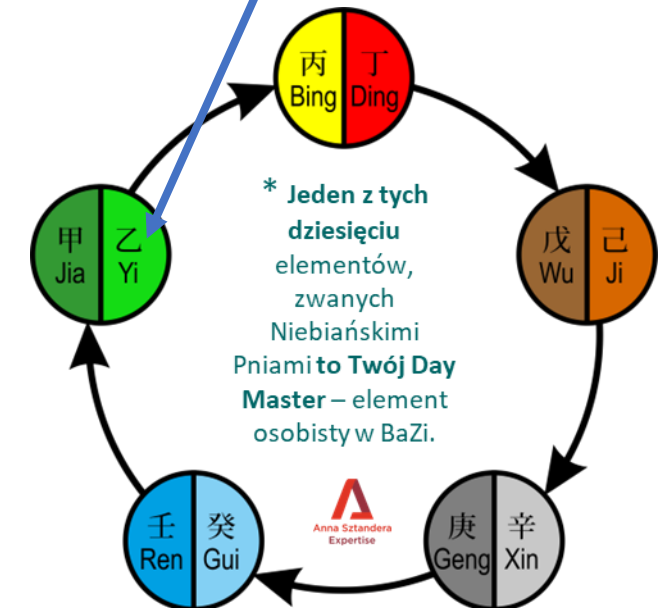 丙 丁
Bing Ding
* Jeden z tych
dziesięciu
elementów,
zwanych
Niebiańskimi
Pniami to Twój Day
Master – element
osobisty w BaZi.
甲 乙
Jia Yi
戊 己
Wu Ji
壬 癸
Ren Gui
Anna Sztandera
Expertise
庚 辛
Geng Xin